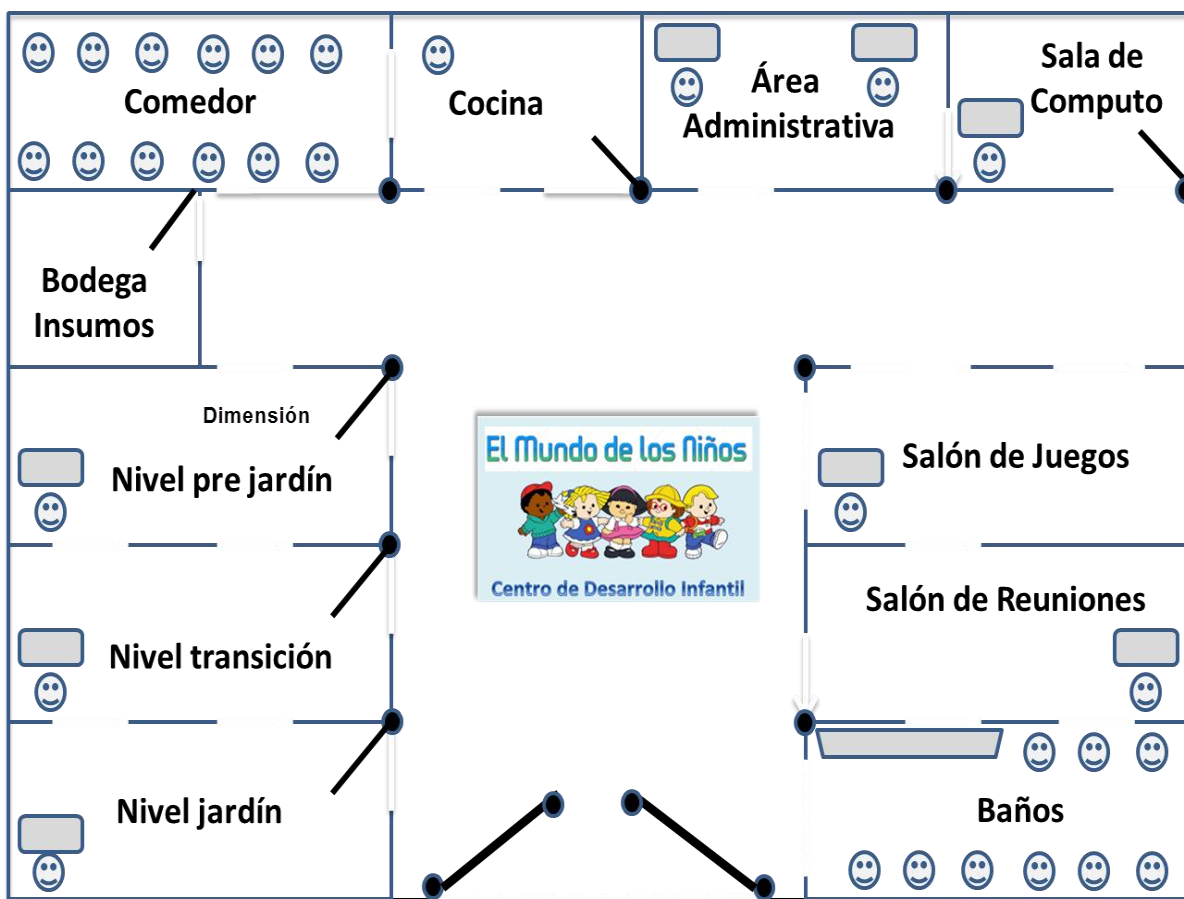 Comedor
Cocina
Área
Administrativa
Sala de
Computo
Bodega
Insumos
Dimensión
Nivel pre jardín
El Mundo de los Niños
Centro de Desarrollo Infantil
Salón de Juegos
Nivel transición
Salón de Reuniones
Nivel jardín
Baños